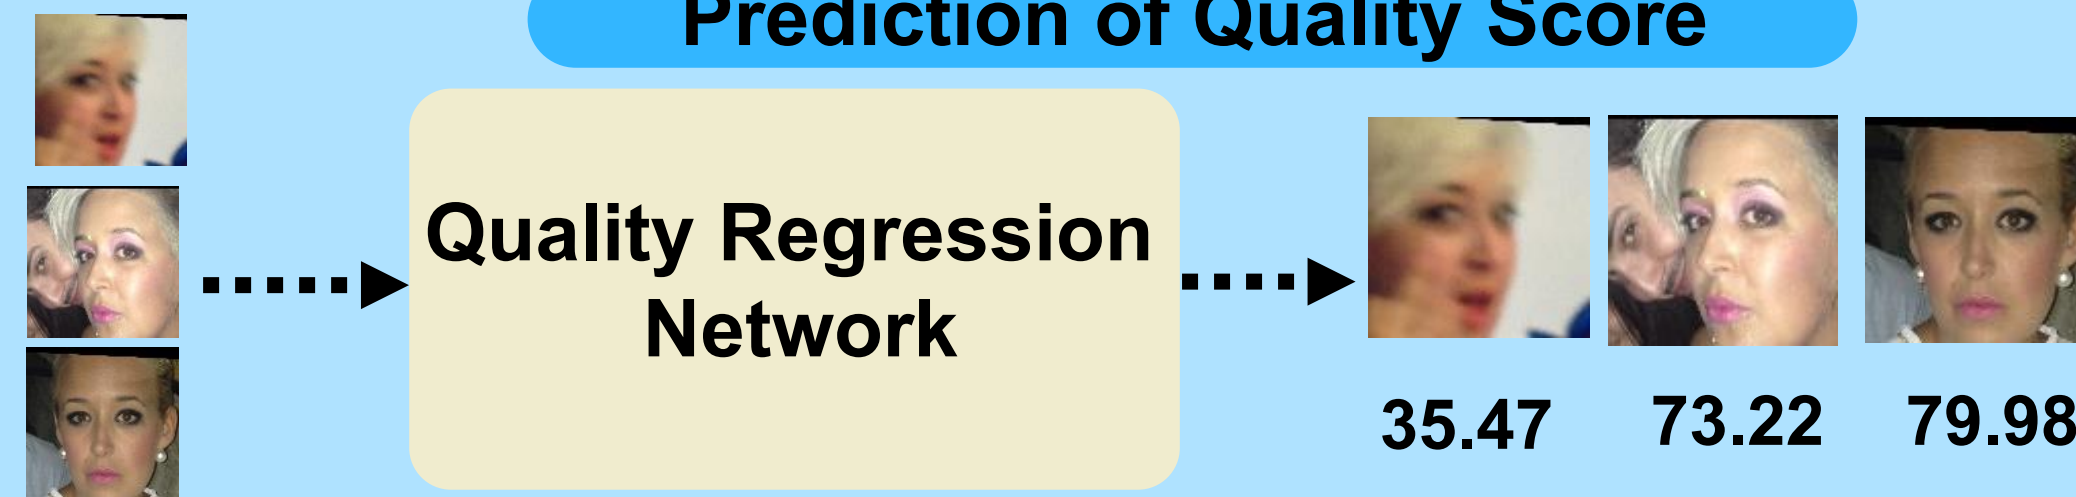 Prediction of Quality Score
Quality Regression
Network
35.47 73.22 79.98